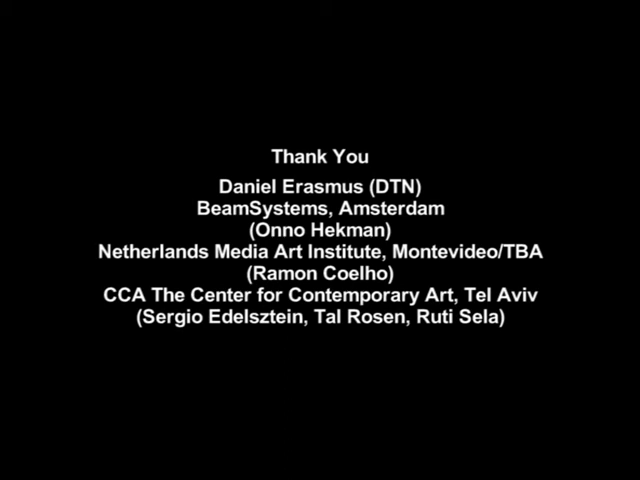 Thank You
Daniel Erasmus (DTN)
BeamSystems, Amsterdam
(Onno Hekman)
Netherlands Media Art Institute, Montevideo/TBA
(Ramon Coelho)
CCA The Center for Contemporary Art, Tel Aviv
(Sergio Edelsztein, Tal Rosen, Ruti Sela)